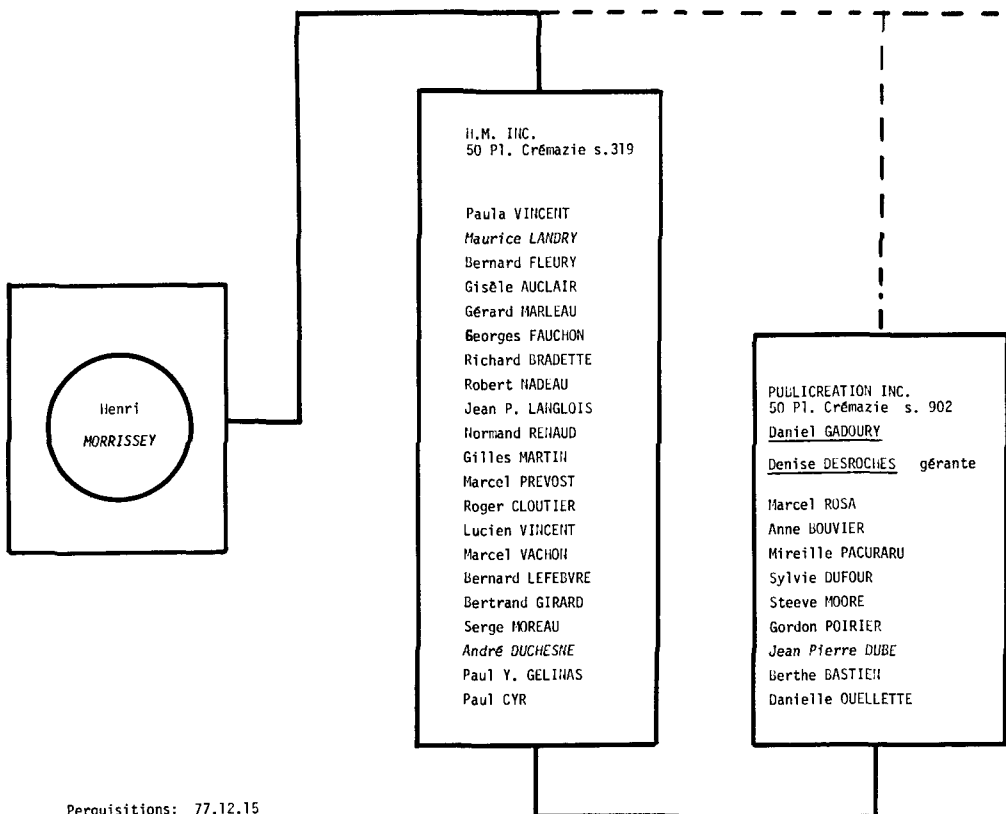 Henri
MORRISSEY
H.M. INC.
50 Pl. Crémazie s.319
Paula VINCENT
Maurice LANDRY
Bernard FLEURY
Gisèle AUCLAIR
Gérard MARLEAU
Georges FAUCHON
Richard BRADETTE
Robert NADEAU
Jean P. LANGLOIS
Normand RENAUD
Gilles MARTIN
Marcel PREVOST
Roger CLOUTIER
Lucien VINCENT
Marcel VACHON
Bernard LEFEBVRE
Bertrand GIRARD
Serge MOREAU
André DUCHESNE
Paul Y. GELINAS
Paul CYR
PUBLICREATION INC.
50 Pl. Crémazie s. 902
Daniel GADOURY
Denise DESROCHES gérante
Marcel ROSA
Anne BOUVIER
Mireille PACURARU
Sylvie DUFOUR
Steeve MOORE
Gordon POIRIER
Jean Pierre DUBE
Berthe BASTIEN
Danielle OUELLETTE
Perquisitions: 77.12.15